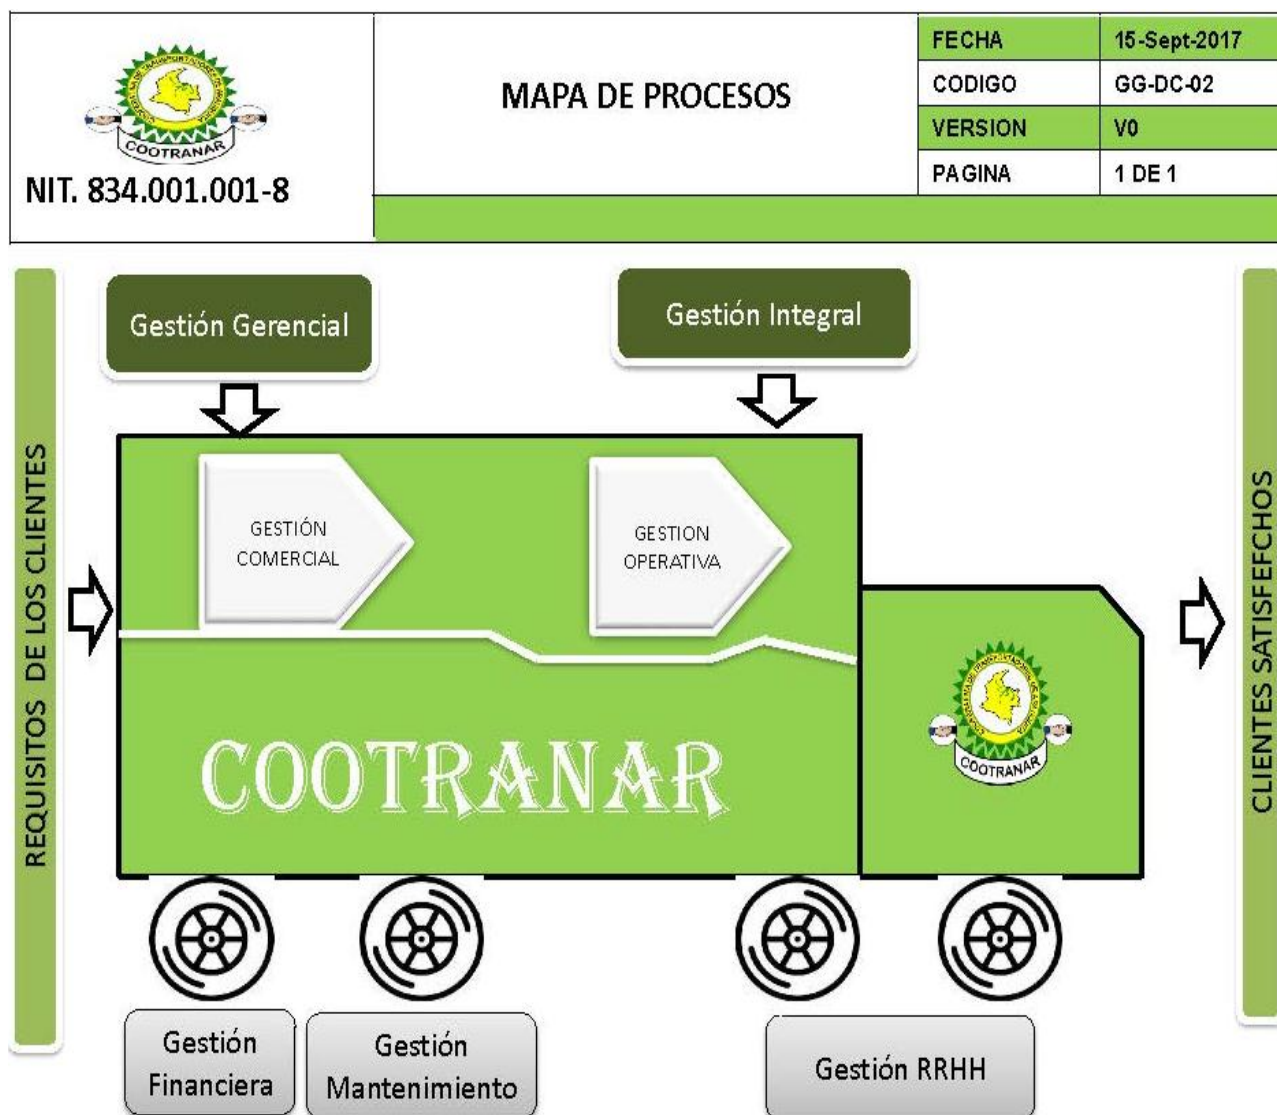 COOTRANAR
NIT. 834.001.001-8
MAPA DE PROCESOS
FECHA 15-Sept-2017
CODIGO GG-DC-02
VERSION V0
PAGINA 1 DE 1
REQUISITOS DE LOS CLIENTES
Gestión Gerencial
Gestión Integral
GESTIÓN
COMERCIAL
GESTION
OPERATIVA
COOTRANAR
COOTRANAR
CLIENTES SATISFEFCHOS
Gestión
Financiera
Gestión
Mantenimiento
Gestión RRHH